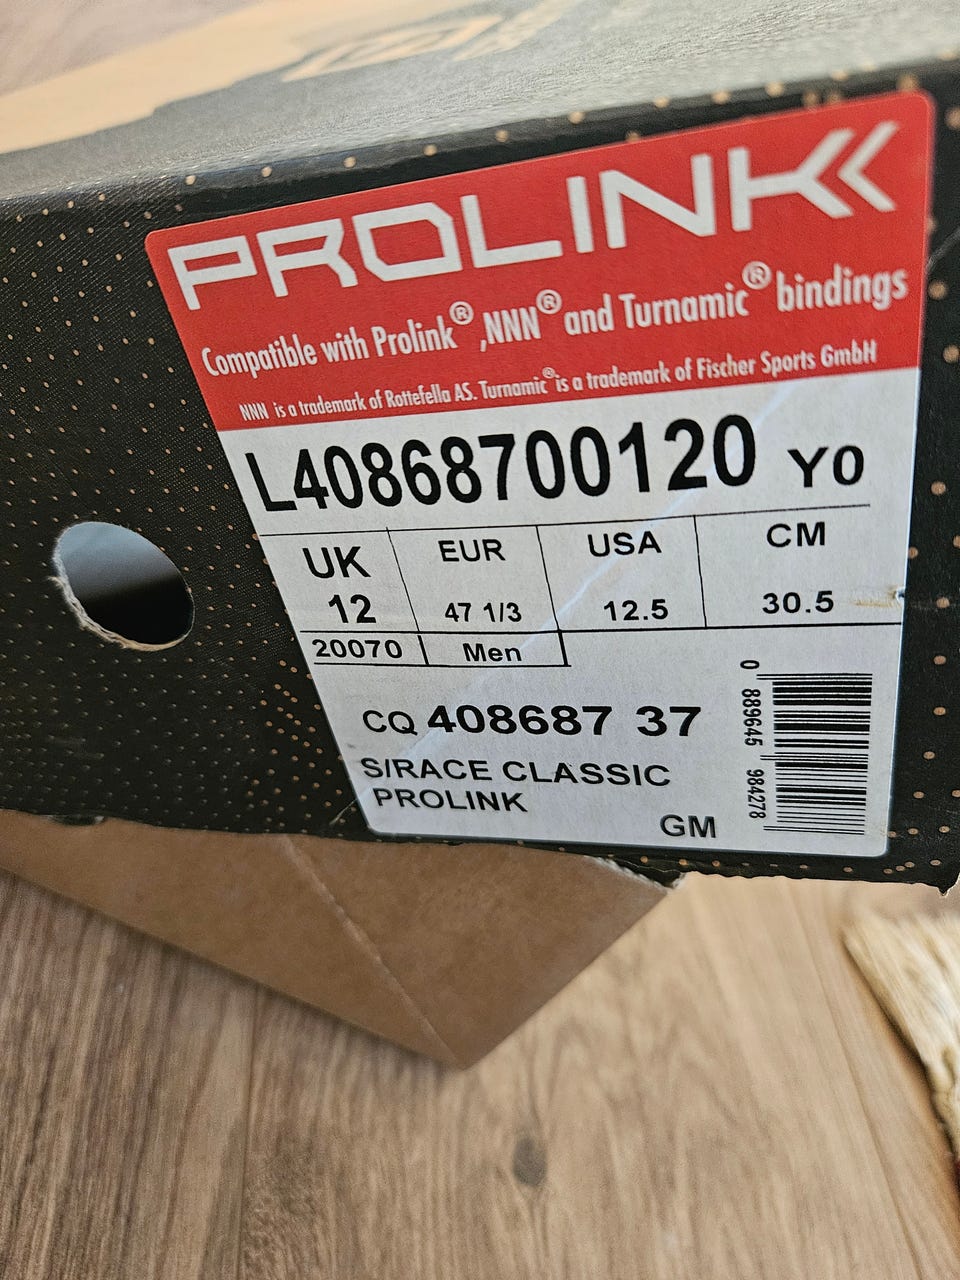 PROLINK
Compatible with Prolink®,NNN® and Turnamic® bindings
NNN is a trademark of Rottefella AS. Turnamic® is a trademark of Fischer Sports GmbH
L40868700120 Y0
UK EUR USA CM
12 47 1/3 12.5 30.5
20070 Men
CQ 408687 37
S/RACE CLASSIC
PROLINK
GM
0 889645 984278